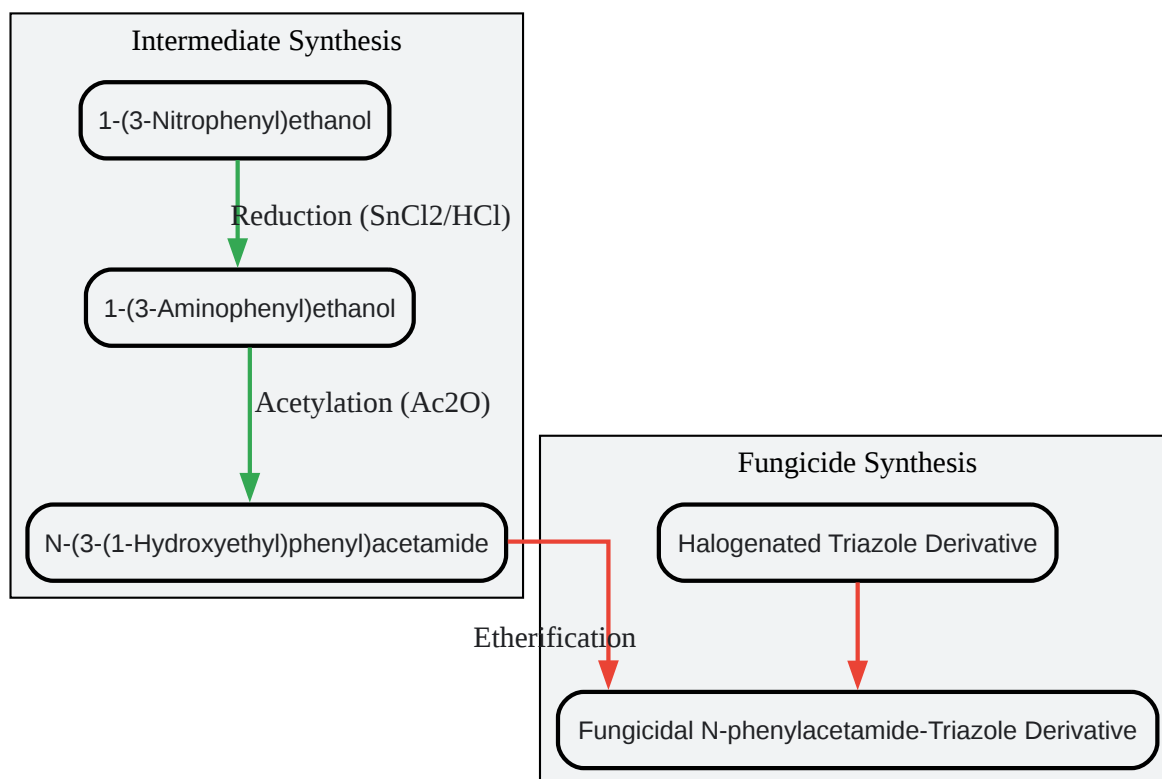 Intermediate Synthesis
1-(3-Nitrophenyl)ethanol
Reduction (SnCl2/HCl)
1-(3-Aminophenyl)ethanol
Acetylation (Ac2O)
N-(3-(1-Hydroxyethyl)phenyl)acetamide
Fungicide Synthesis
Halogenated Triazole Derivative
Etherification
Fungicidal N-phenylacetamide-Triazole Derivative